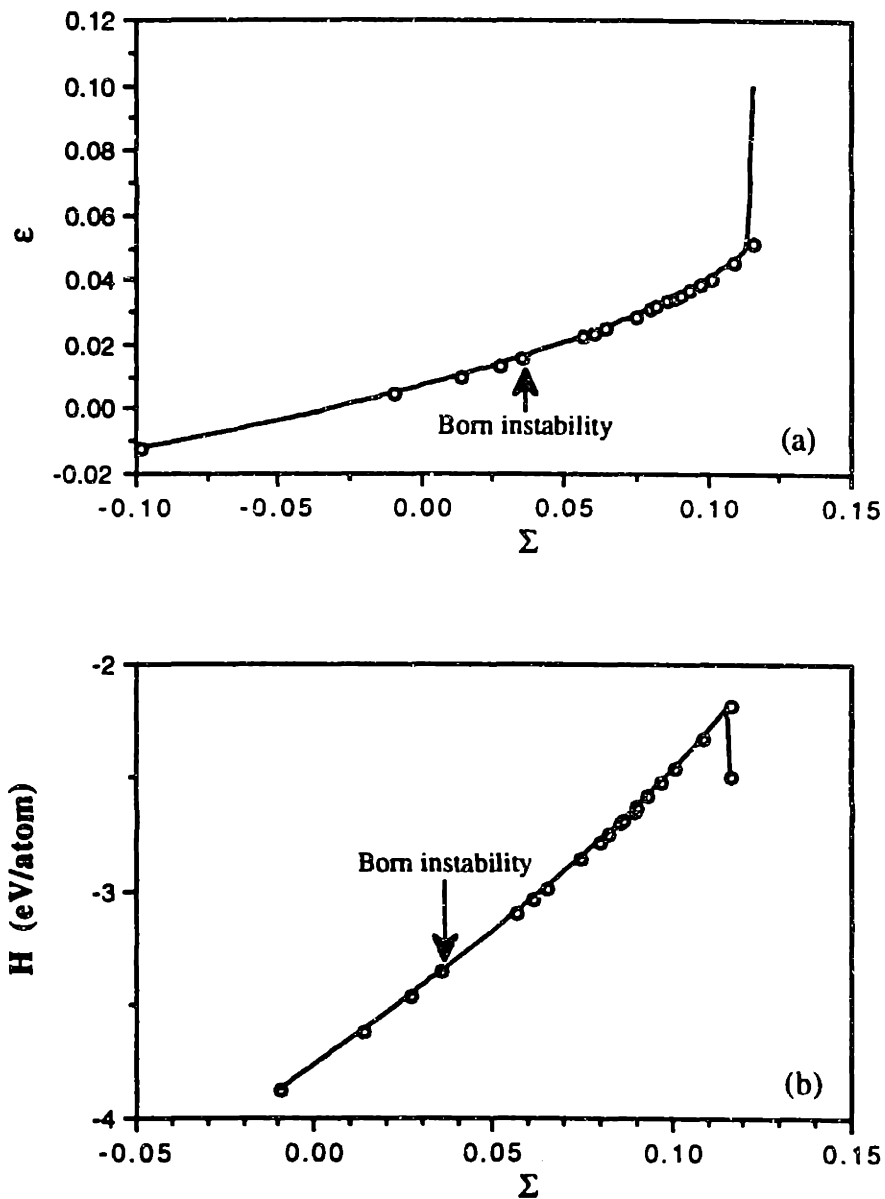 0.12
0.10
0.08
0.06
0.04
0.02
0.00
-0.02
ε
Born instability
(a)
-0.10 -0.05 0.00 0.05 0.10 0.15
Σ
-2
-3
-4
H (eV/atom)
Born instability
(b)
-0.05 0.00 0.05 0.10 0.15
Σ